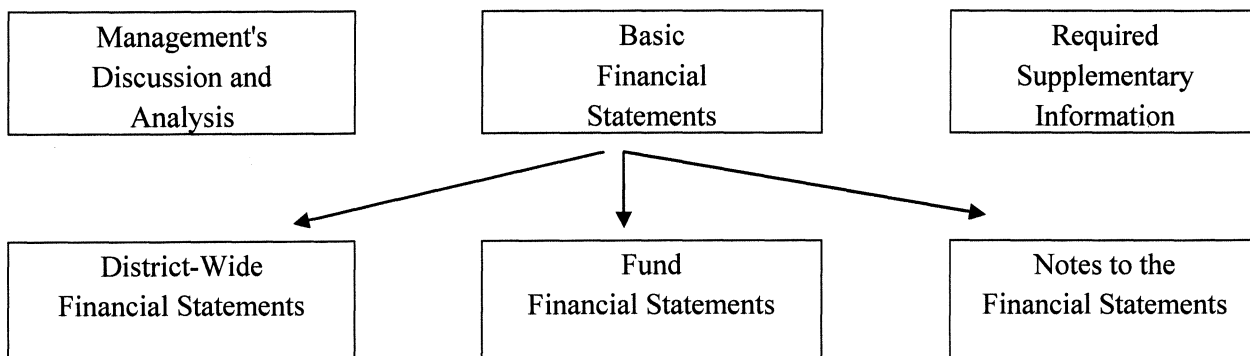 Management's
Discussion and
Analysis
Basic
Financial
Statements
Required
Supplementary
Information
District-Wide
Financial Statements
Fund
Financial Statements
Notes to the
Financial Statements